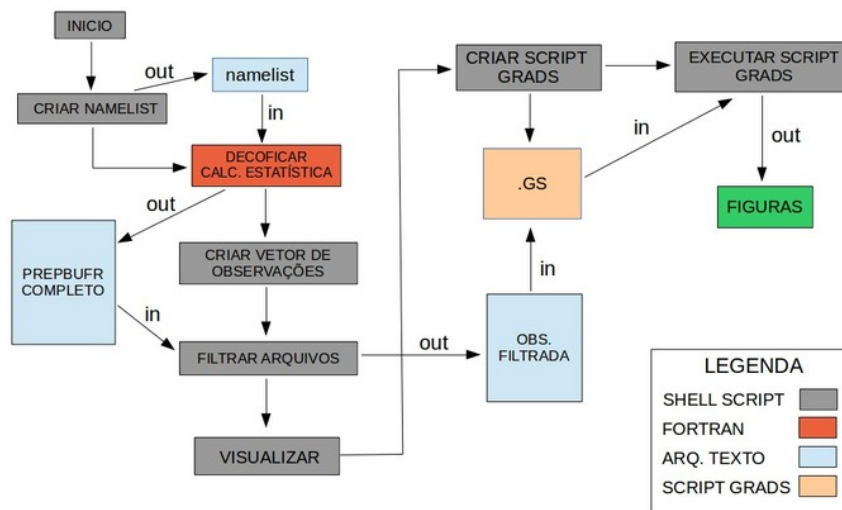 INICIO
out
namelist
CRIAR NAMELIST
in
DECOFICAR
CALC. ESTATÍSTICA
out
CRIAR VETOR DE
OBSERVAÇÕES
PREPBUFR
COMPLETO
in
FILTRAR ARQUIVOS
out
VISUALIZAR
CRIAR SCRIPT
GRADS
EXECUTAR SCRIPT
GRADS
in
out
.GS
FIGURAS
in
OBS.
FILTRADA
LEGENDA
SHELL SCRIPT
FORTRAN
ARQ. TEXTO
SCRIPT GRADS